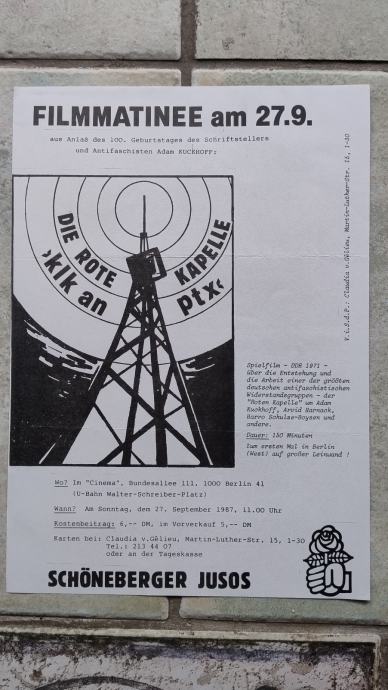 FILMMATINEE am 27.9.
aus Anlaß des 100. Geburtstages des Schriftstellers
und Antifaschisten Adam KUCKHOFF:
V.i.S.d.P.: Claudia v.Gélieu, Martin-Luther-Str. 15, 1-30
DIE ROTE KAPELLE
›klk an ptx‹
Spielfilm - DDR 1971 -
über die Entstehung und
die Arbeit einer der größten
deutschen antifaschistischen
Widerstandsgruppen - der
"Roten Kapelle" um Adam
Kuckhoff, Arvid Harnack,
Harro Schulze-Boysen und
andere.
Dauer: 130 Minuten
Zum ersten Mal in Berlin
(West) auf großer Leinwand !
Wo? Im "Cinema", Bundesallee 111, 1000 Berlin 41
(U-Bahn Walter-Schreiber-Platz)
Wann? Am Sonntag, dem 27. September 1987, 11.00 Uhr
Kostenbeitrag: 6,-- DM, im Vorverkauf 5,-- DM
Karten bei: Claudia v.Gélieu, Martin-Luther-Str. 15, 1-30
Tel.: 213 44 07
oder an der Tageskasse
SCHÖNEBERGER JUSOS